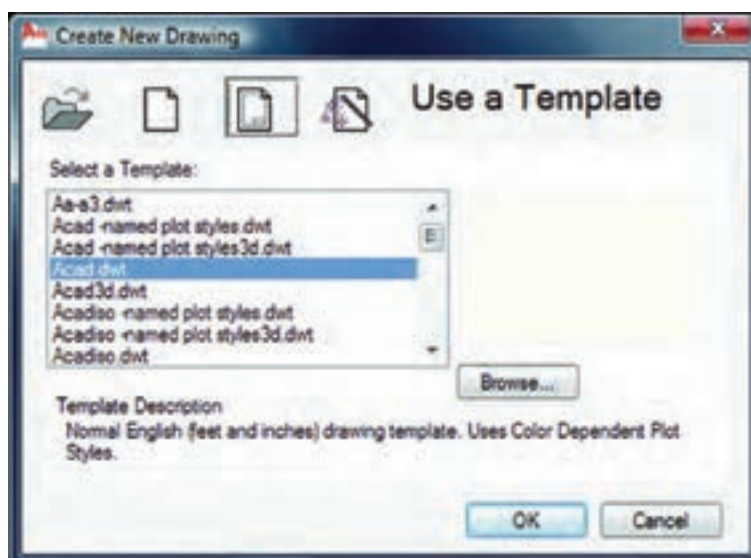 Create New Drawing
Use a Template
Select a Template:
Aa-a3.dwt
Acad -named plot styles.dwt
Acad -named plot styles3d.dwt
Acad.dwt
Acad3d.dwt
Acadiso -named plot styles.dwt
Acadiso -named plot styles3d.dwt
Acadiso.dwt
Browse...
Template Description
Normal English (feet and inches) drawing template. Uses Color Dependent Plot
Styles.
OK
Cancel